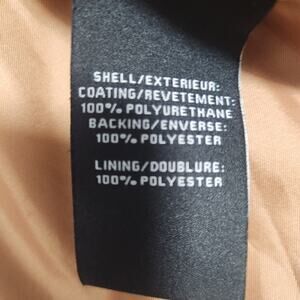 SHELL/EXTERIEUR:
COATING/REVETEMENT:
100% POLYURETHANE
BACKING/ENVERSE:
100% POLYESTER
LINING/DOUBLURE:
100% POLYESTER